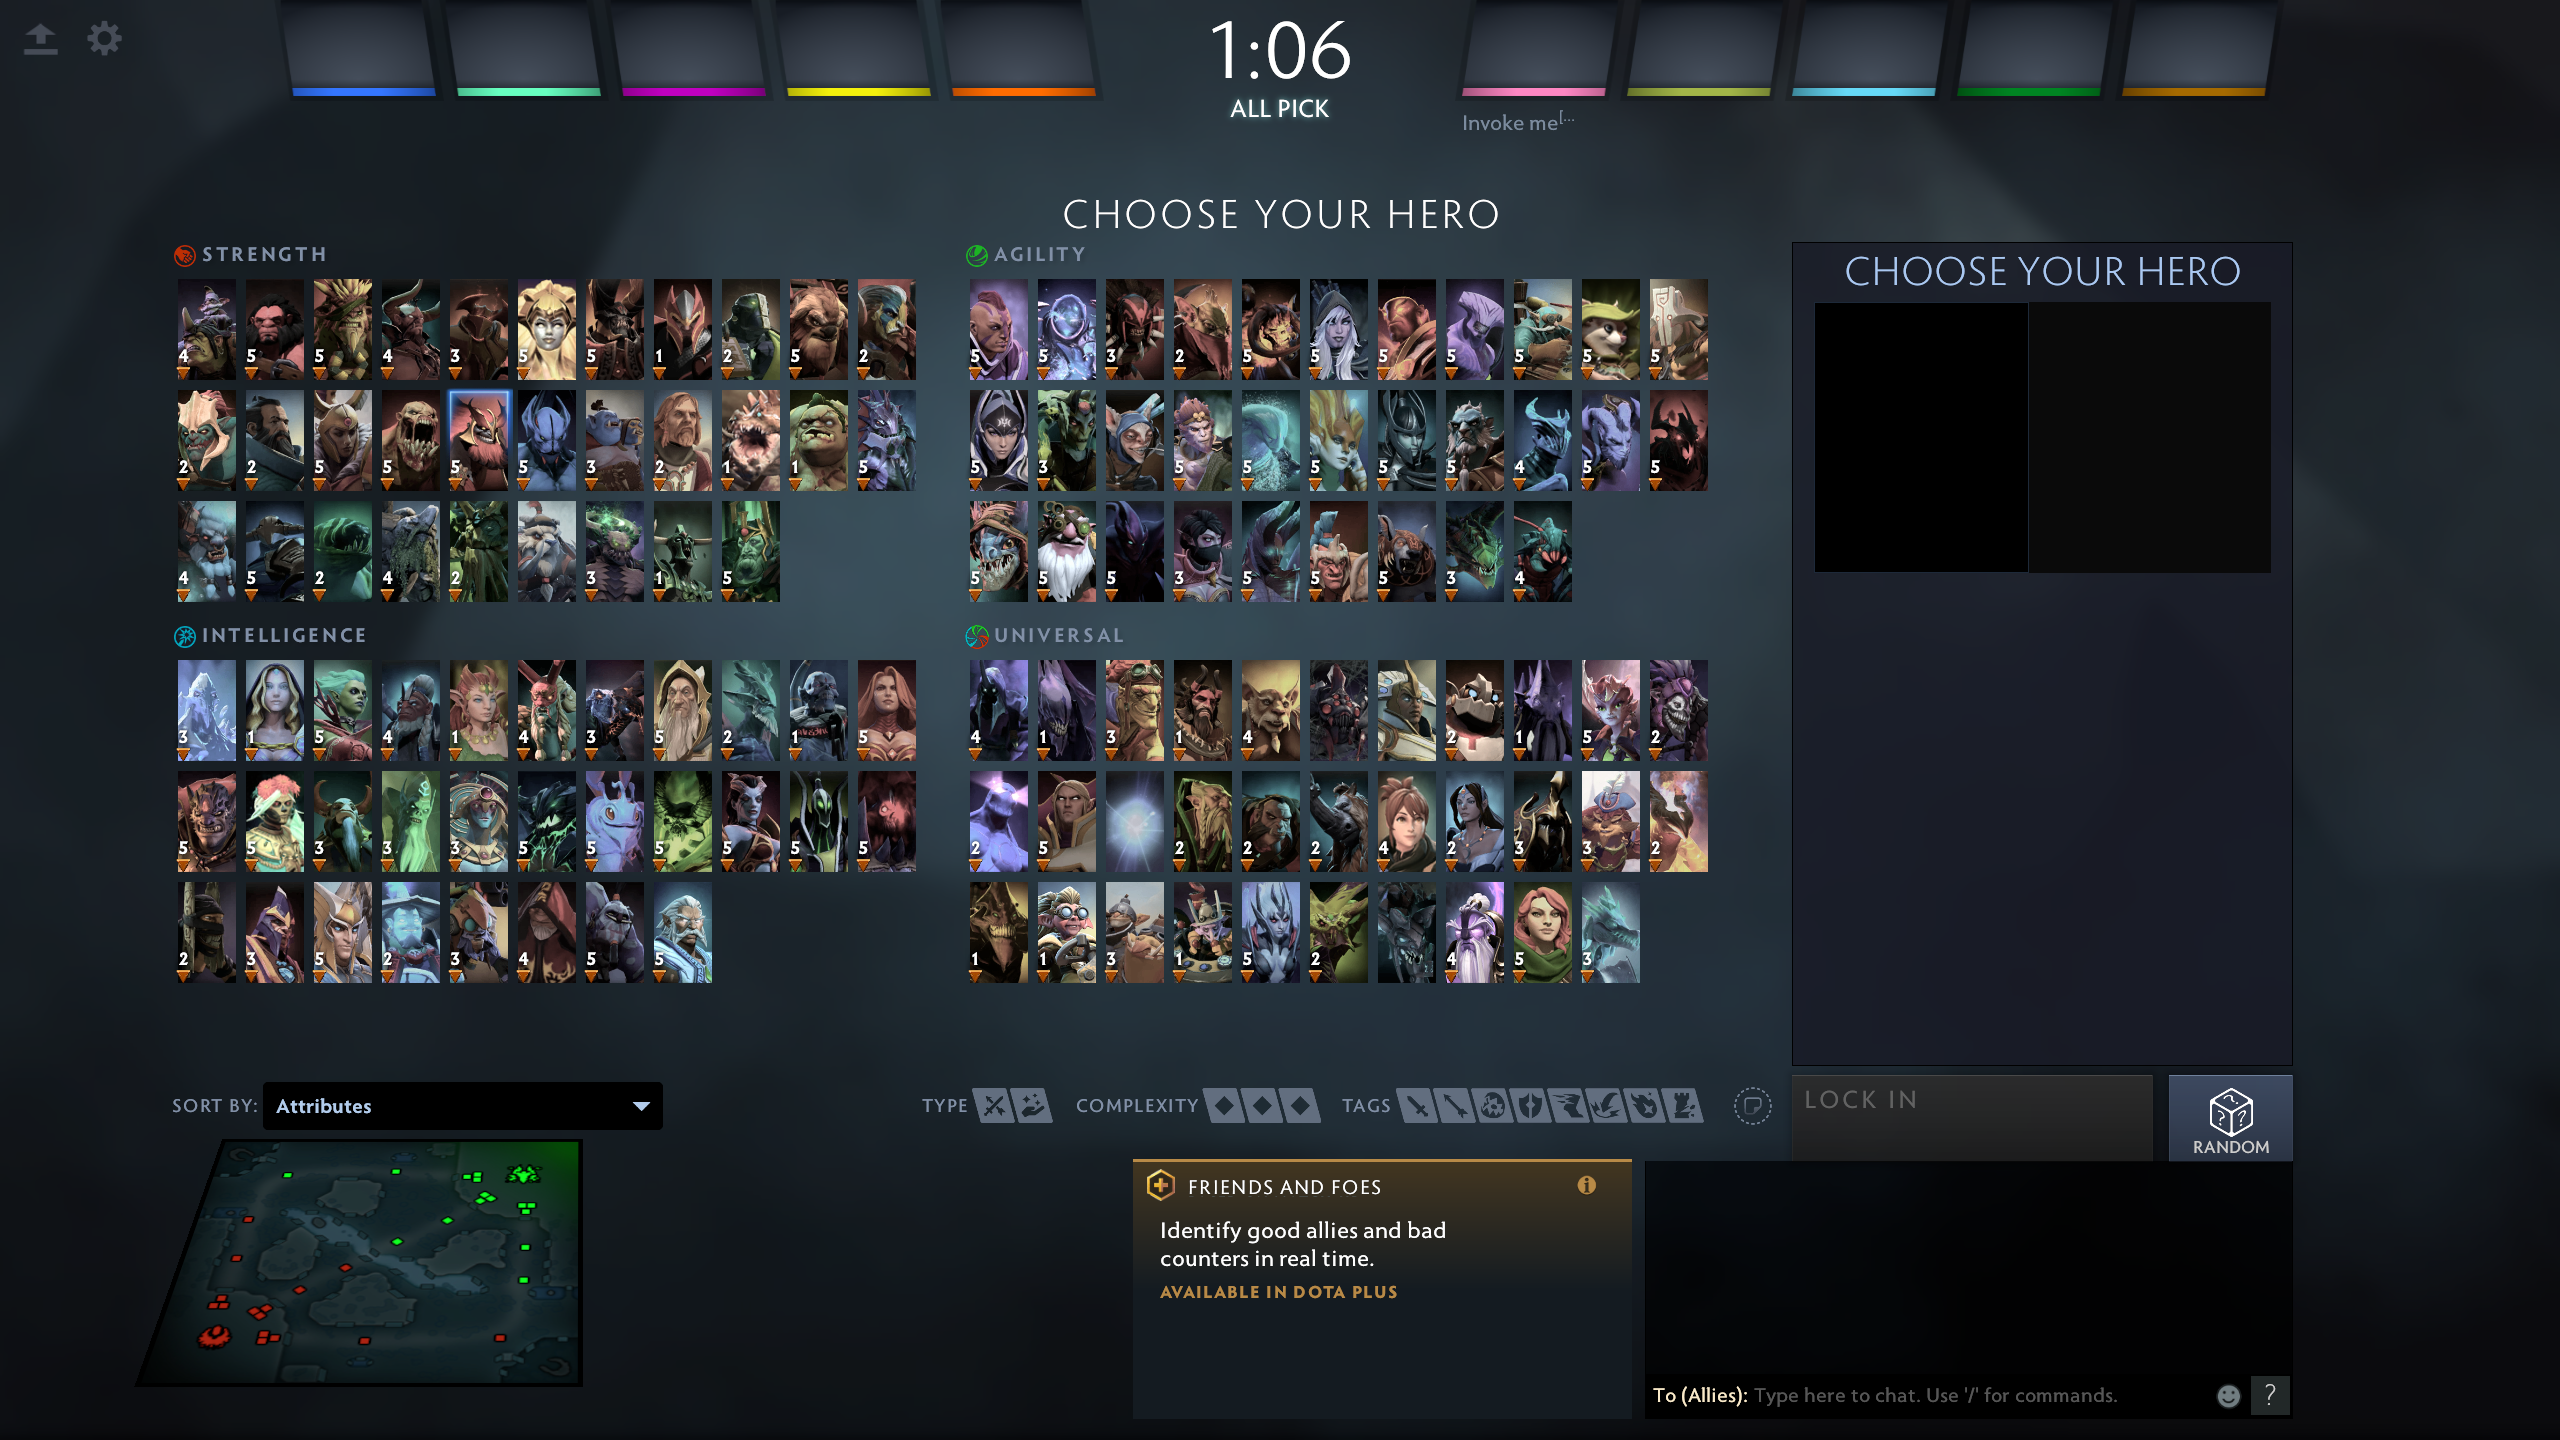 1:06
ALL PICK
Invoke me[...
CHOOSE YOUR HERO
STRENGTH
4 5 5 4 3 5 5 1 2 5 2
2 2 5 5 5 5 3 2 1 1 5
4 5 2 4 2 3 1 5
AGILITY
5 5 3 2 5 5 5 5 5 5 5
5 3 5 5 5 5 5 4 5 5
5 5 5 3 5 5 5 3 4
INTELLIGENCE
3 1 5 4 1 4 3 5 2 1 5
5 5 3 3 3 5 5 5 5 5 5
2 3 5 2 3 4 5 5
UNIVERSAL
4 1 3 1 4 2 1 5 2
2 5 2 2 2 4 2 3 3 2
1 1 3 1 5 2 4 5 3
CHOOSE YOUR HERO
SORT BY: Attributes
TYPE COMPLEXITY TAGS
LOCK IN
RANDOM
FRIENDS AND FOES
Identify good allies and bad
counters in real time.
AVAILABLE IN DOTA PLUS
To (Allies): Type here to chat. Use '/' for commands.
?